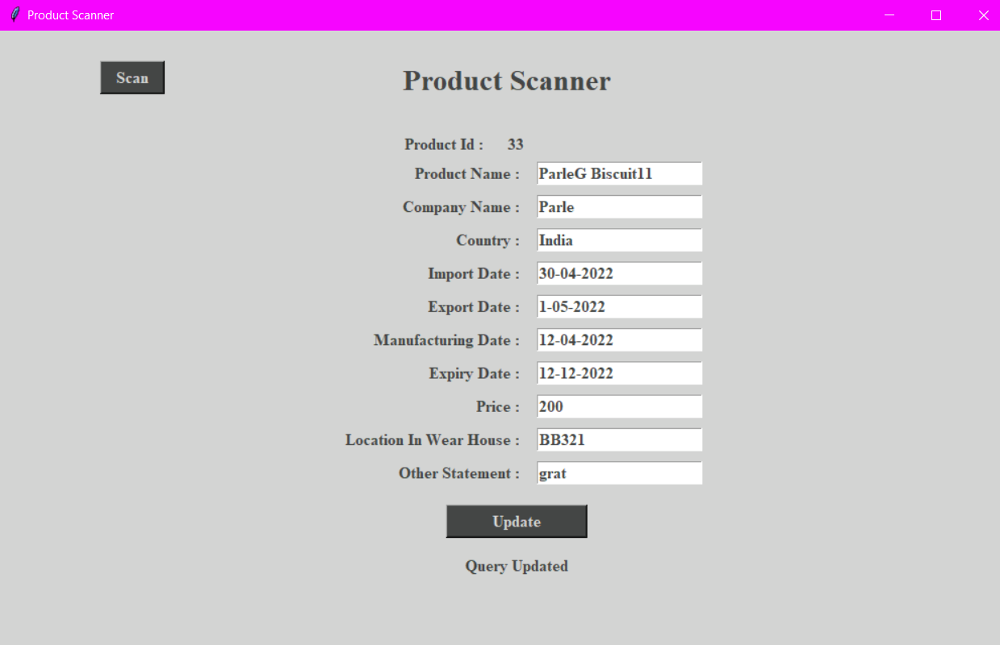 Product Scanner
Scan
Product Scanner
Product Id : 33
Product Name : ParleG Biscuit11
Company Name : Parle
Country : India
Import Date : 30-04-2022
Export Date : 1-05-2022
Manufacturing Date : 12-04-2022
Expiry Date : 12-12-2022
Price : 200
Location In Wear House : BB321
Other Statement : grat
Update
Query Updated